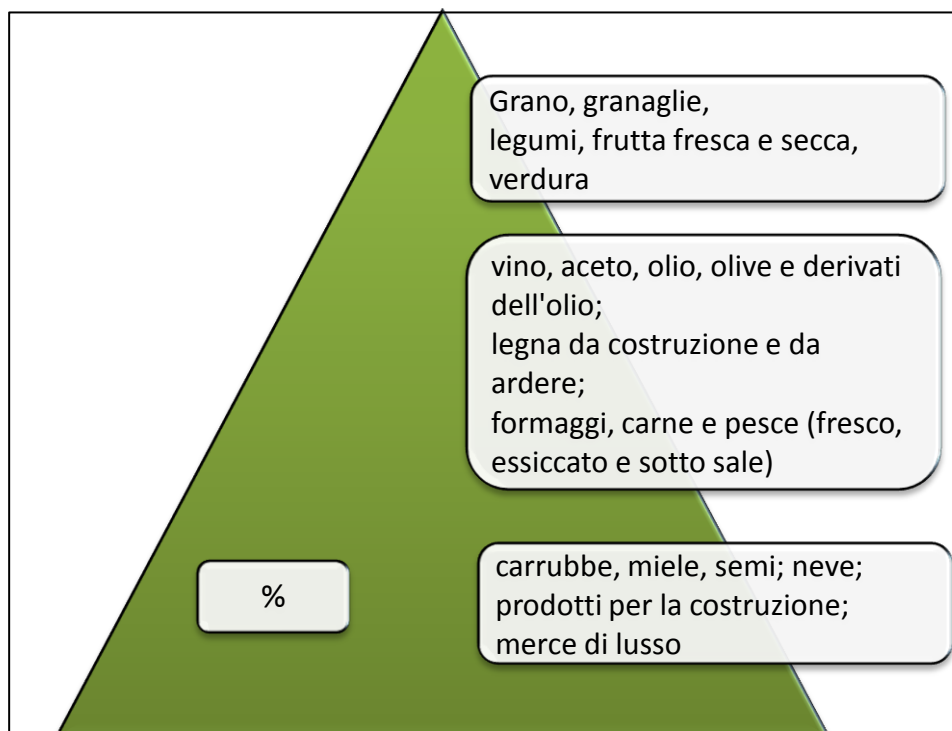 Grano, granaglie,
legumi, frutta fresca e secca,
verdura
vino, aceto, olio, olive e derivati
dell'olio;
legna da costruzione e da
ardere;
formaggi, carne e pesce (fresco,
essiccato e sotto sale)
%
carrubbe, miele, semi; neve;
prodotti per la costruzione;
merce di lusso